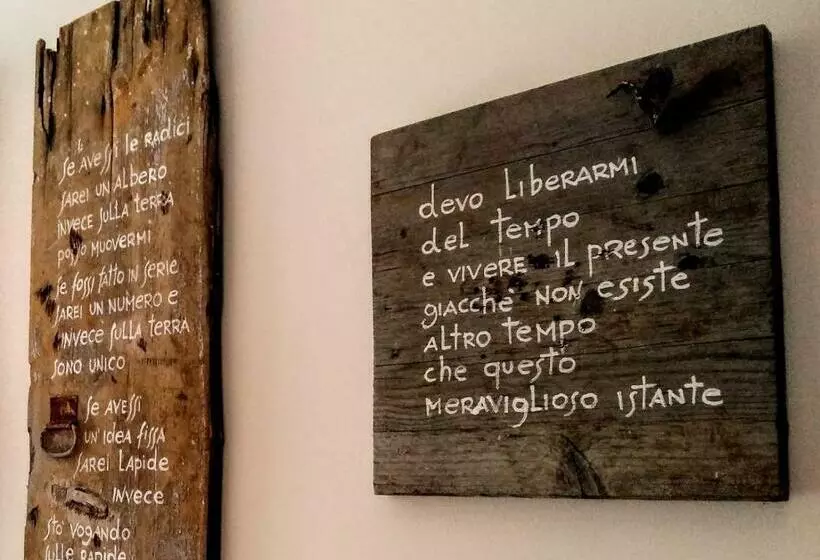 se avessi le radici
sarei un albero
invece sulla terra
posso muovermi
se fossi fatto in serie
sarei un numero e
invece sulla terra
sono unico
se avessi
un'idea fissa
sarei lapide
invece
sto' vogando
sulle rapide
devo liberarmi
del tempo
e vivere il presente
giacche' non esiste
altro tempo
che questo
meraviglioso istante